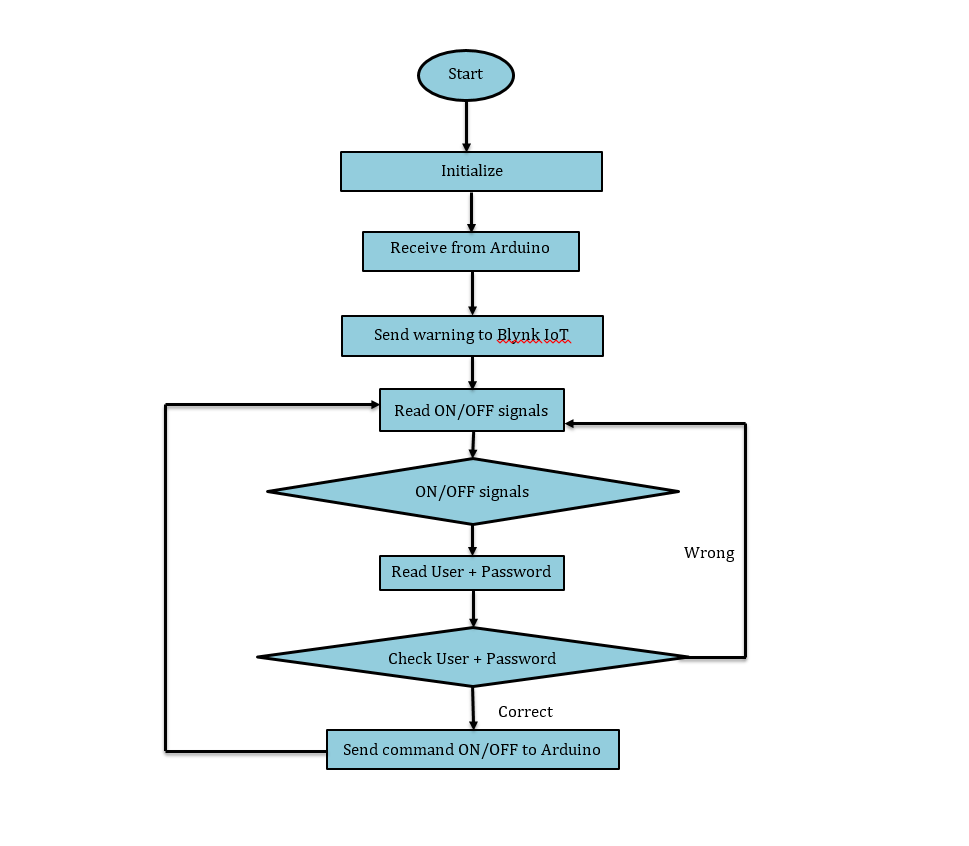 Start
Initialize
Receive from Arduino
Send warning to Blynk IoT
Read ON/OFF signals
ON/OFF signals
Wrong
Read User + Password
Check User + Password
Correct
Send command ON/OFF to Arduino